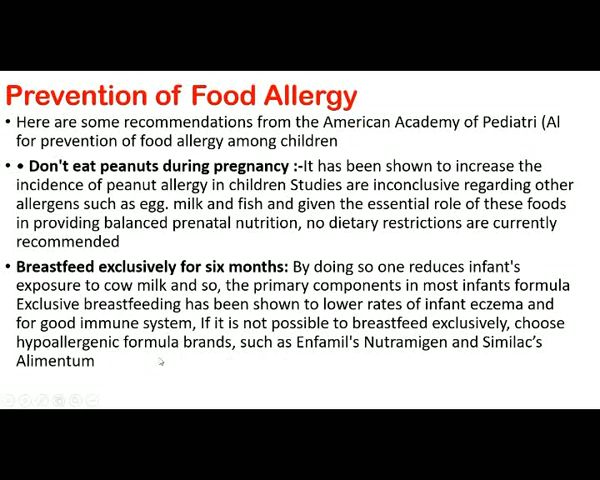 Prevention of Food Allergy
• Here are some recommendations from the American Academy of Pediatri (Al
for prevention of food allergy among children
• • Don't eat peanuts during pregnancy :-It has been shown to increase the
incidence of peanut allergy in children Studies are inconclusive regarding other
allergens such as egg. milk and fish and given the essential role of these foods
in providing balanced prenatal nutrition, no dietary restrictions are currently
recommended
• Breastfeed exclusively for six months: By doing so one reduces infant's
exposure to cow milk and so, the primary components in most infants formula
Exclusive breastfeeding has been shown to lower rates of infant eczema and
for good immune system, If it is not possible to breastfeed exclusively, choose
hypoallergenic formula brands, such as Enfamil's Nutramigen and Similac’s
Alimentum